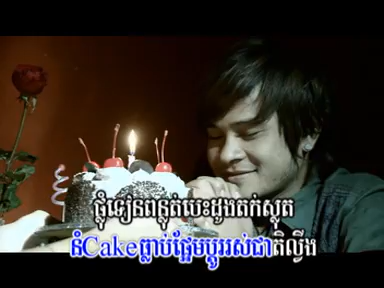 ផ្លុំទៀនពន្លត់បេះដូងតក់ស្លុត
នំCakeធ្លាប់ផ្អែមប្ដូររស់ជាតិល្វីង